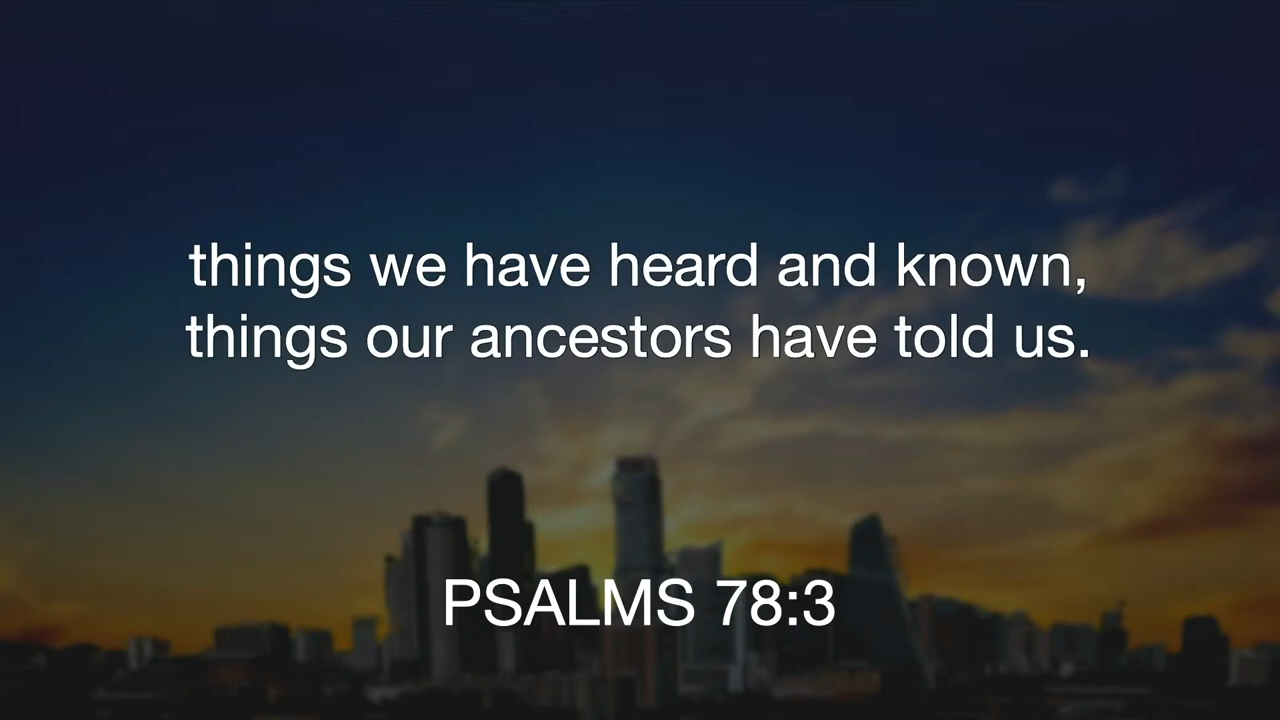 things we have heard and known,
things our ancestors have told us.
PSALMS 78:3